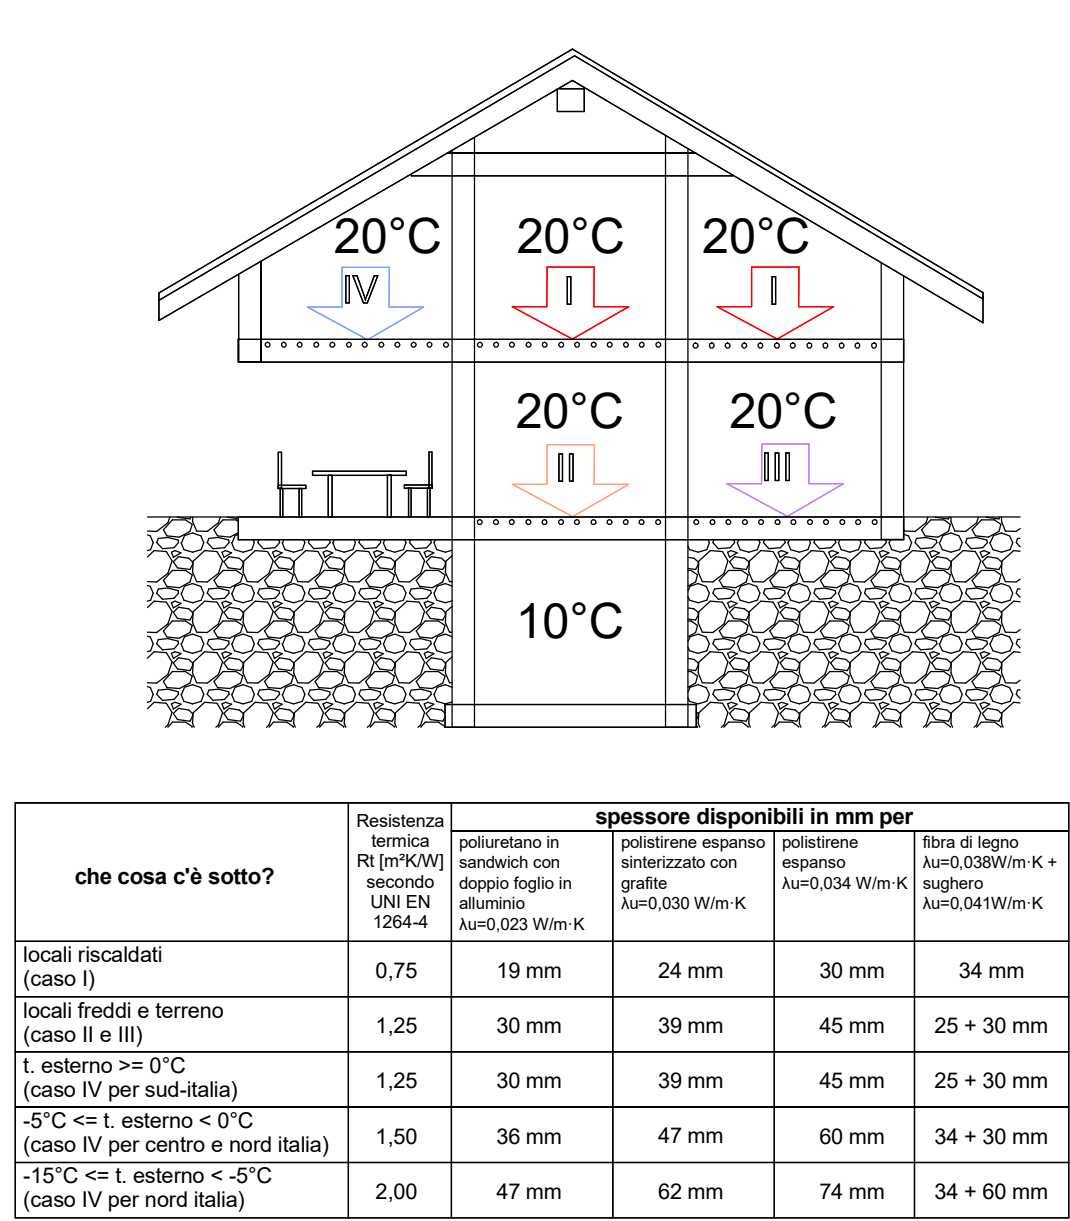 20°C 20°C 20°C
IV I I
20°C 20°C
II III
10°C
che cosa c'è sotto?
Resistenza
termica
Rt [m²K/W]
secondo
UNI EN
1264-4
spessore disponibili in mm per
poliuretano in
sandwich con
doppio foglio in
alluminio
λu=0,023 W/m·K
polistirene espanso
sinterizzato con
grafite
λu=0,030 W/m·K
polistirene
espanso
λu=0,034 W/m·K
fibra di legno
λu=0,038W/m·K +
sughero
λu=0,041W/m·K
locali riscaldati
(caso I)
0,75 19 mm 24 mm 30 mm 34 mm
locali freddi e terreno
(caso II e III)
1,25 30 mm 39 mm 45 mm 25 + 30 mm
t. esterno >= 0°C
(caso IV per sud-italia)
1,25 30 mm 39 mm 45 mm 25 + 30 mm
-5°C <= t. esterno < 0°C
(caso IV per centro e nord italia)
1,50 36 mm 47 mm 60 mm 34 + 30 mm
-15°C <= t. esterno < -5°C
(caso IV per nord italia)
2,00 47 mm 62 mm 74 mm 34 + 60 mm